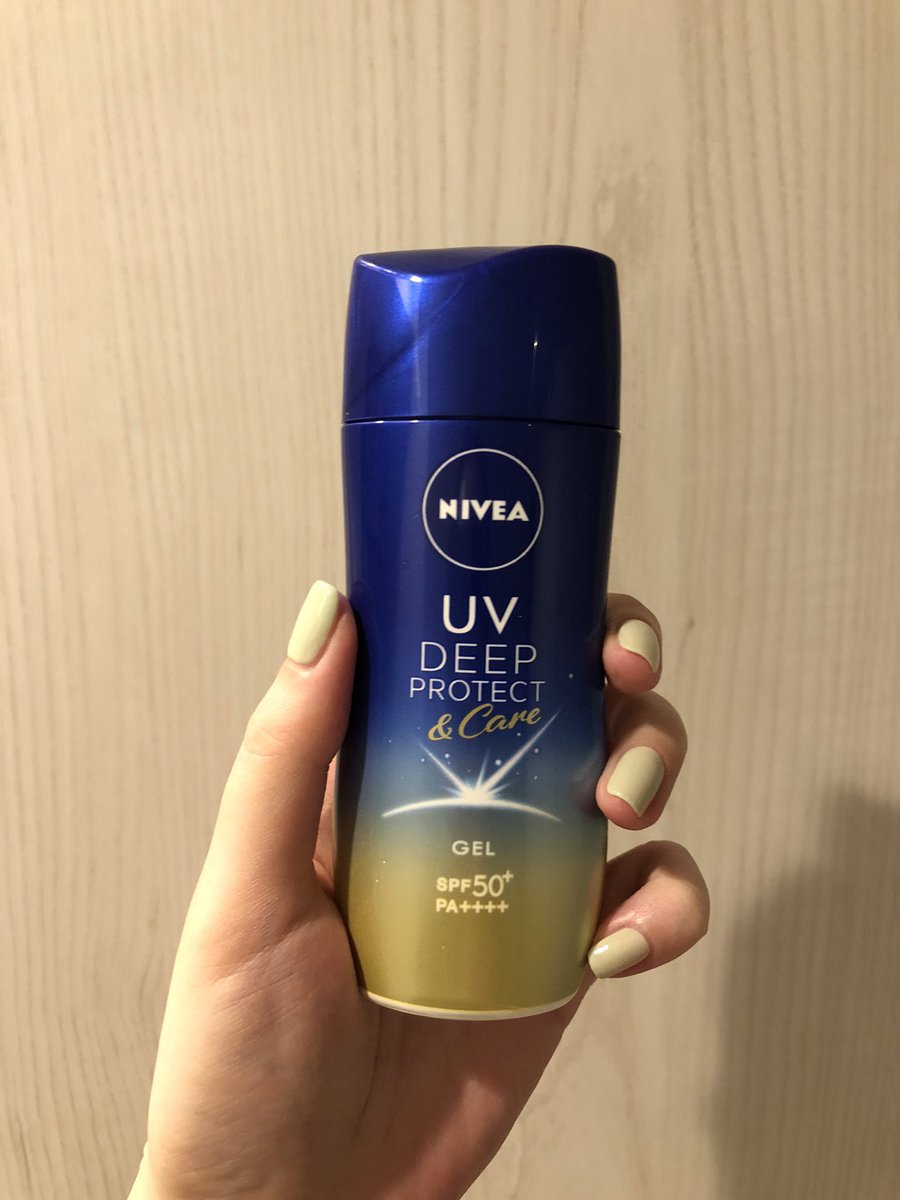 NIVEA
UV
DEEP
PROTECT
& Care
GEL
SPF50+
PA++++